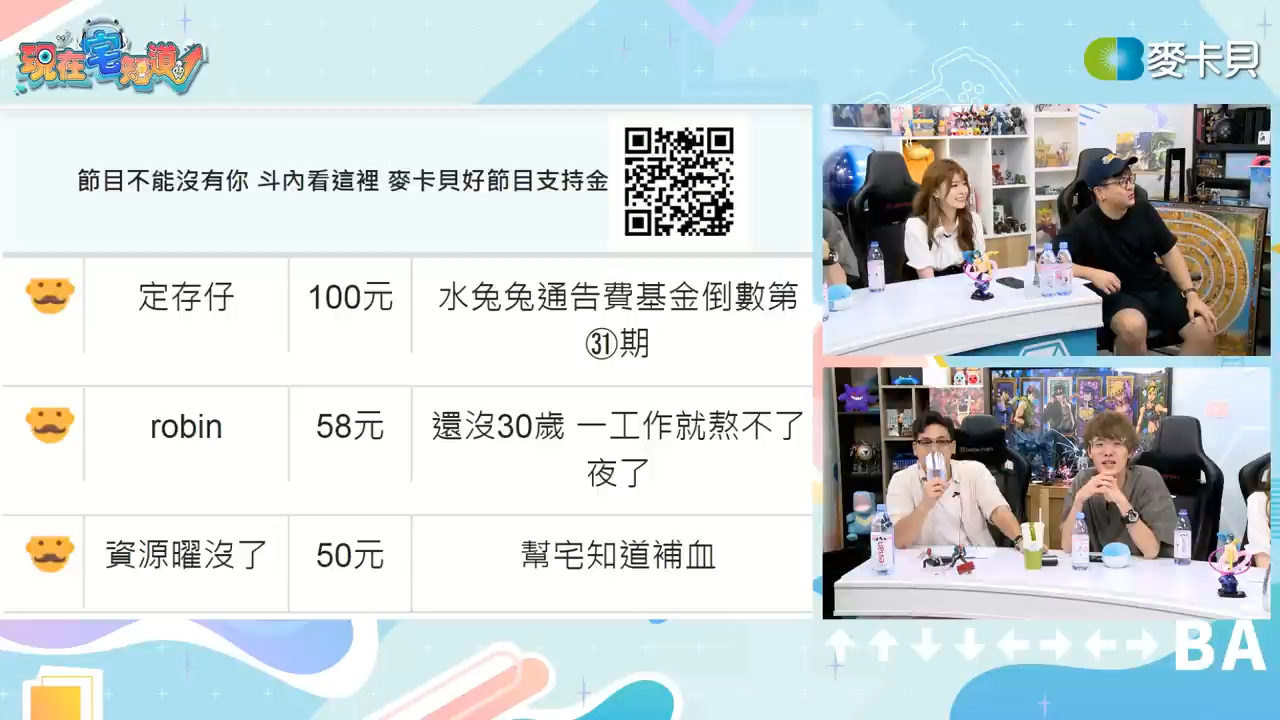 現在宅知道
麥卡貝
節目不能沒有你 斗內看這裡 麥卡貝好節目支持金
定存仔
100元
水兔兔通告費基金倒數第
㉛期
robin
58元
還沒30歲 一工作就熬不了
夜了
資源曜沒了
50元
幫宅知道補血
evian
↑↑↓↓←→←→BA